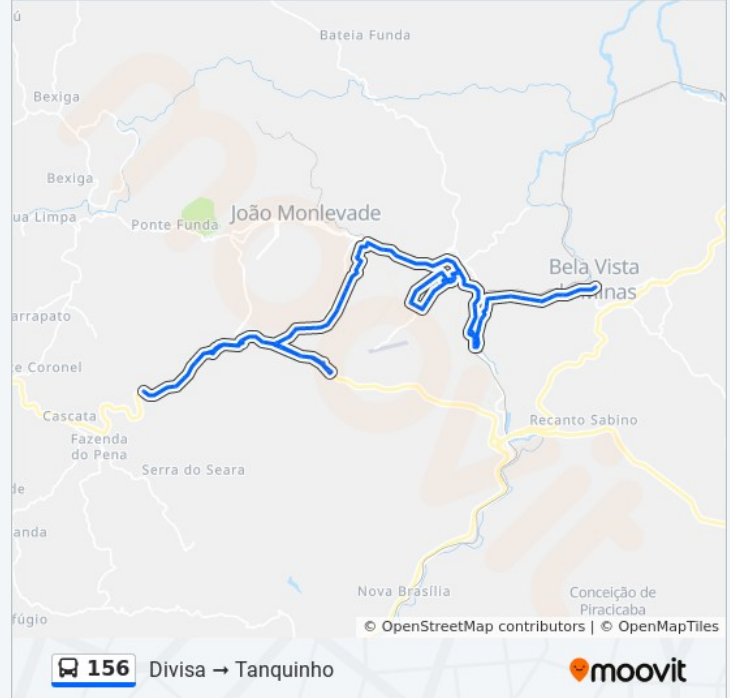 ú
Bateia Funda
Bexiga
Bexiga
ua Limpa
João Monlevade
Ponte Funda
Bela Vista
Minas
arrapato
te Coronel
Cascata
Fazenda
do Pena
Recanto Sabino
Serra do Seara
de
anda
Nova Brasília
Conceição de
Piracicaba
fúgio
© OpenStreetMap contributors | © OpenMapTiles
156 Divisa → Tanquinho
moovit